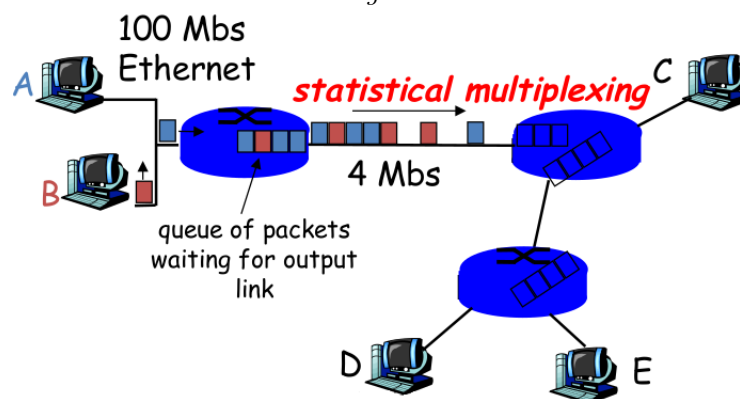 100 Mbs
Ethernet
A
B
statistical multiplexing
C
4 Mbs
queue of packets
waiting for output
link
D
E